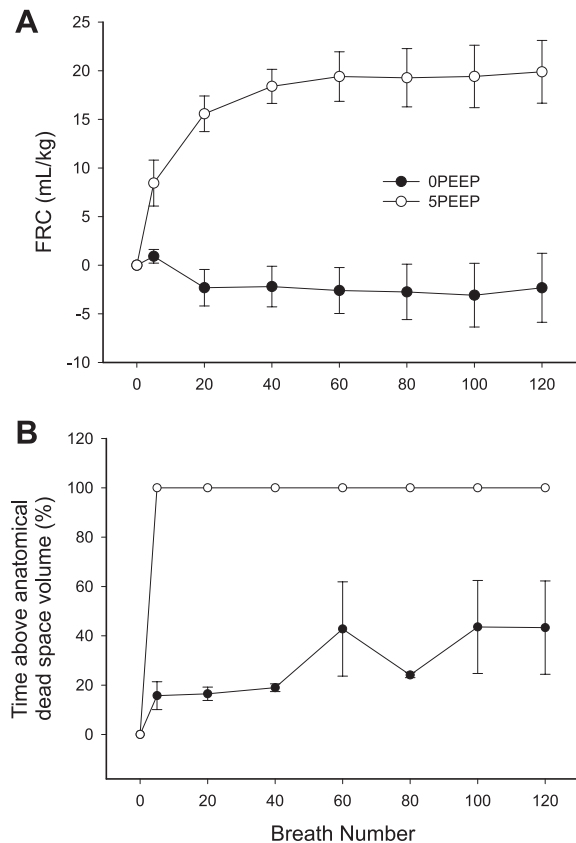 A
FRC (mL/kg)
25
20
15
10
5
0
-5
-10
0PEEP
5PEEP
0 20 40 60 80 100 120
B
Time above anatomical
dead space volume (%)
120
100
80
60
40
20
0
0 20 40 60 80 100 120
Breath Number